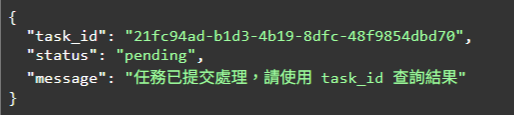 {
"task_id": "21fc94ad-b1d3-4b19-8dfc-48f9854dbd70",
"status": "pending",
"message": "任務已提交處理，請使用 task_id 查詢結果"
}